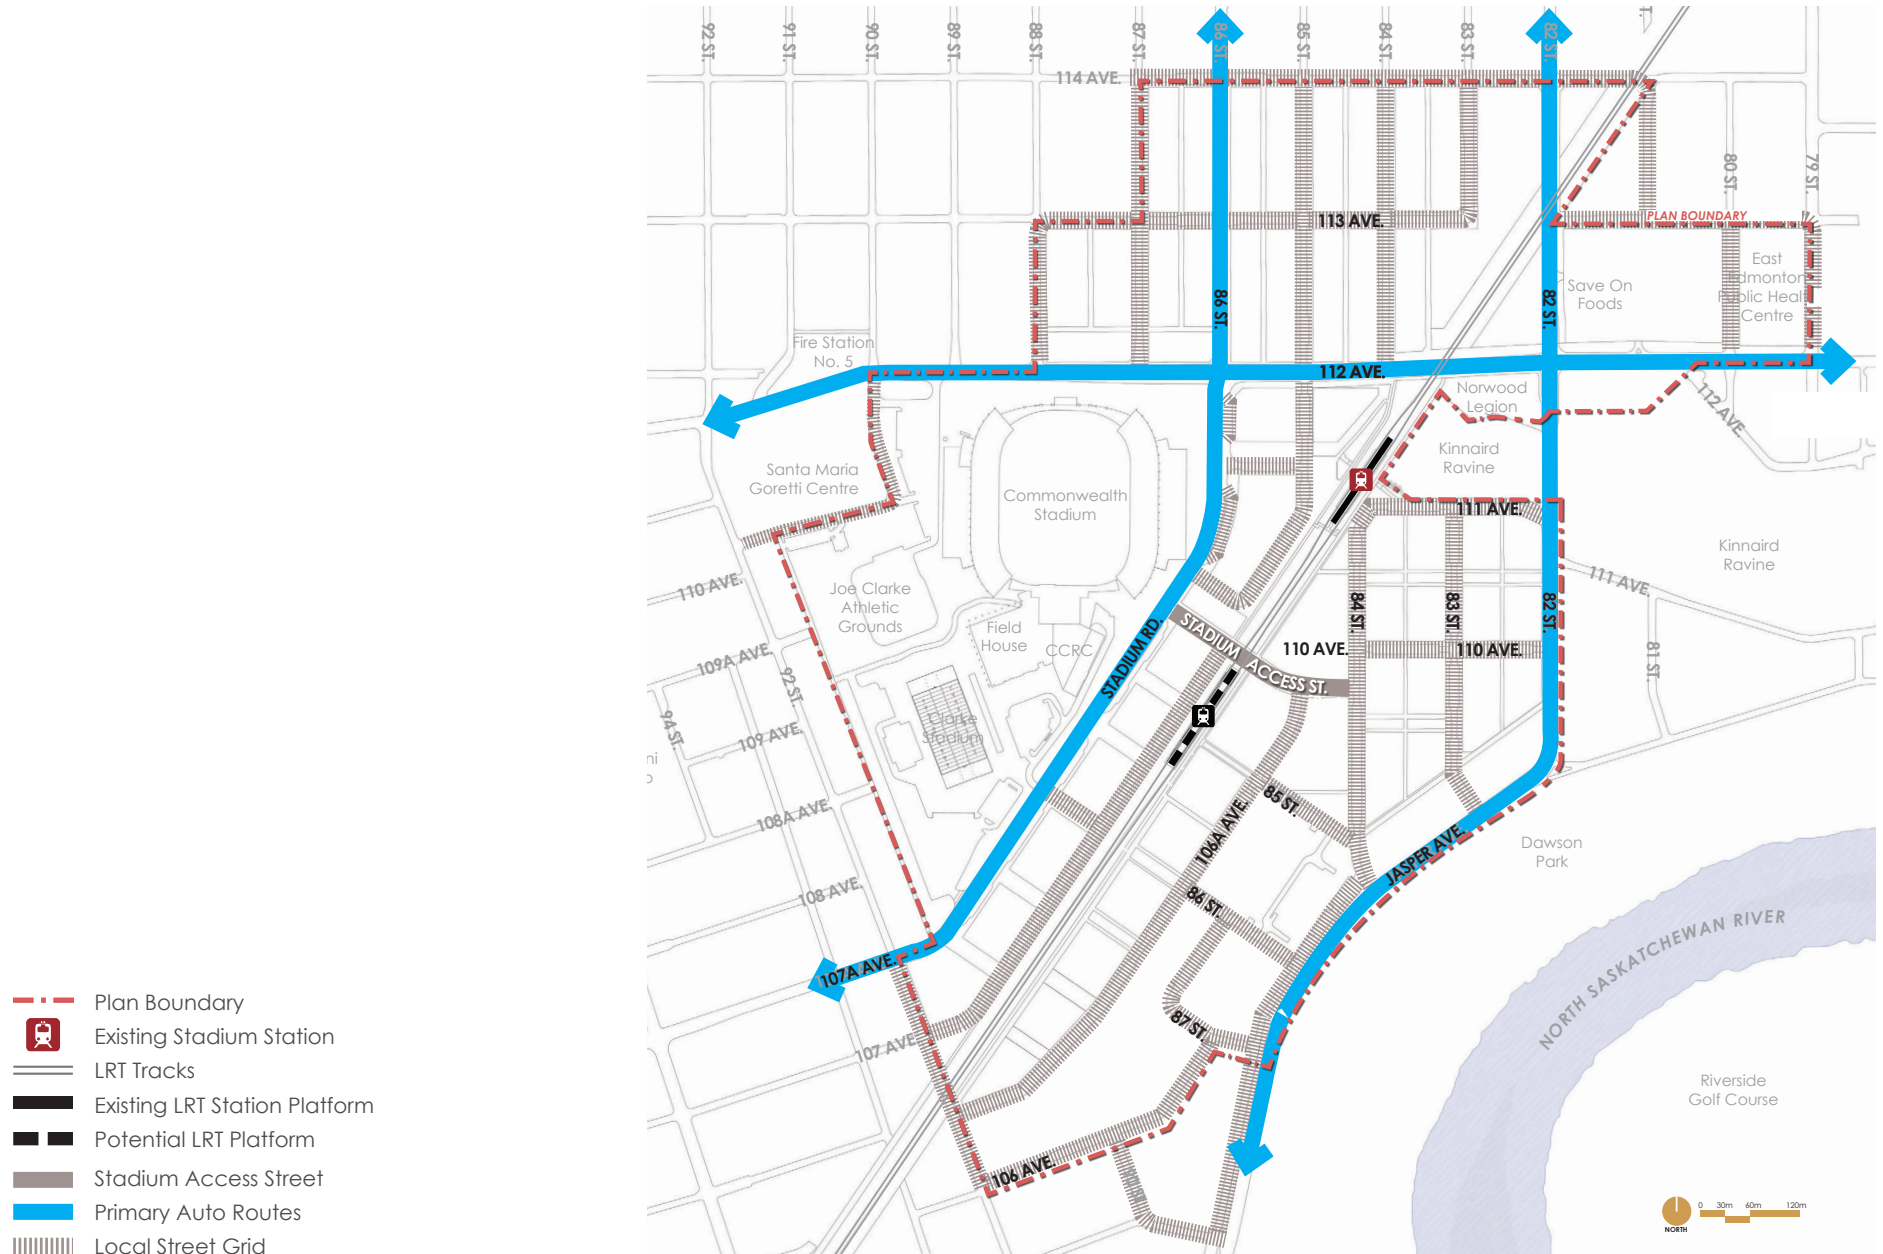 92 ST.
91 ST.
90 ST.
89 ST.
88 ST.
87 ST.
86 ST.
85 ST.
84 ST.
83 ST.
82 ST.
T.
114 AVE.
80 ST.
79 ST.
PLAN BOUNDARY
113 AVE.
East
Edmonton
Public Health
Centre
Save On
Foods
86 ST.
82 ST.
Fire Station
No. 5
112 AVE.
Norwood
Legion
112 AVE.
Kinnaird
Ravine
Santa Maria
Goretti Centre
Commonwealth
Stadium
111 AVE.
Kinnaird
Ravine
110 AVE.
Joe Clarke
Athletic
Grounds
111 AVE.
84 ST.
83 ST.
82 ST.
Field
House
CCRC
STADIUM RD.
STADIUM ACCESS ST.
110 AVE.
110 AVE.
81 ST.
109A AVE.
92 ST.
94 ST.
109 AVE.
Clarke
Stadium
ni
o
108A AVE.
85 ST.
106A AVE.
JASPER AVE.
Dawson
Park
108 AVE.
86 ST.
NORTH SASKATCHEWAN RIVER
107A AVE.
87 ST.
107 AVE.
Riverside
Golf Course
106 AVE.
Plan Boundary
Existing Stadium Station
LRT Tracks
Existing LRT Station Platform
Potential LRT Platform
Stadium Access Street
Primary Auto Routes
Local Street Grid
NORTH
0 30m 60m 120m